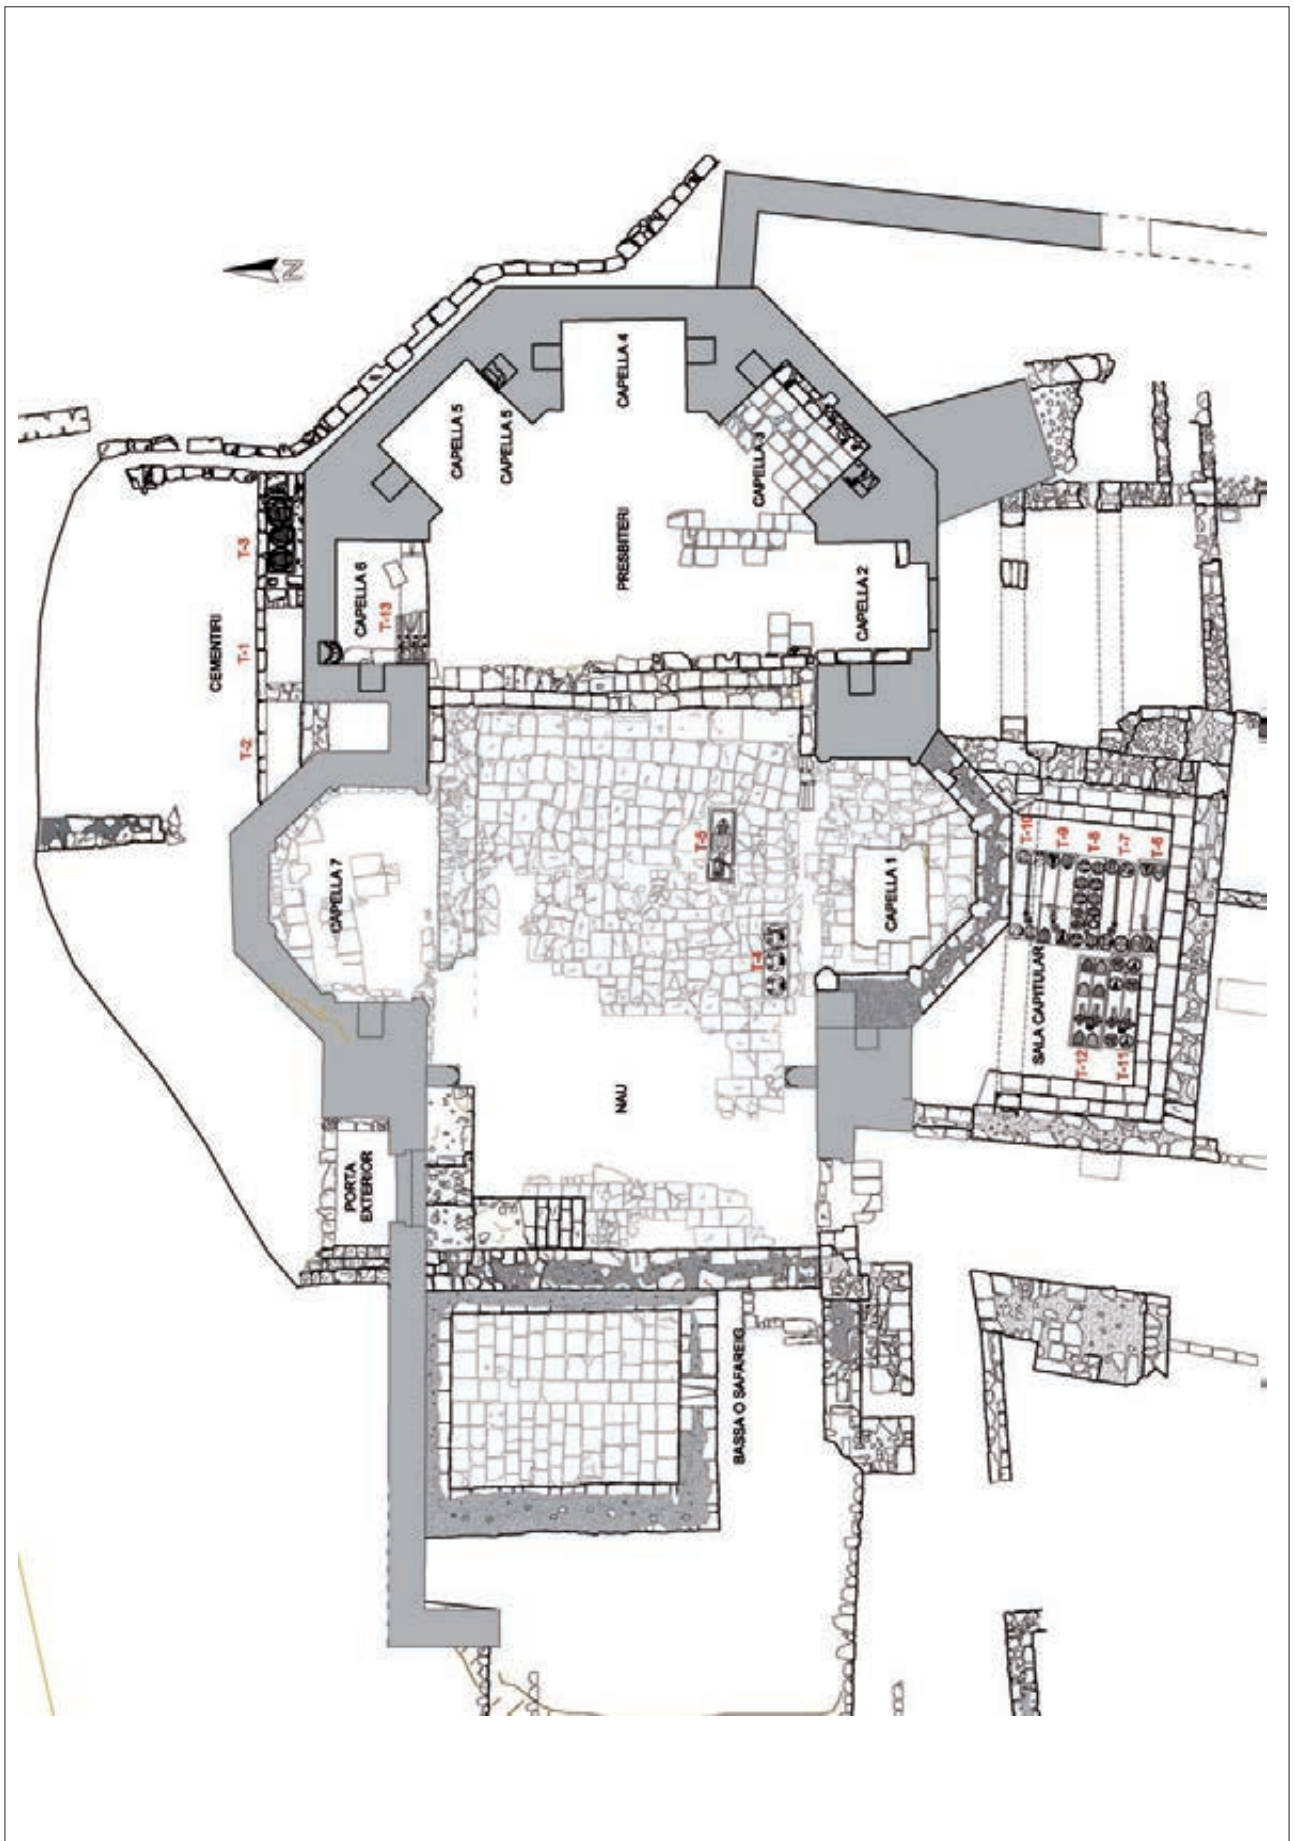 CEMENTIRI
T-2
T-1
T-3
N
CAPELLA 7
PORTA
EXTERIOR
CAPELLA 6
T-13
CAPELLA 5
CAPELLA 5
NAU
PRESBITERI
CAPELLA 4
T-5
BASSA O SAFAREIG
T-4
CAPELLA 3
CAPELLA 2
CAPELLA 1
SALA CAPITULAR
T-10
T-9
T-12
T-8
T-11
T-7
T-6